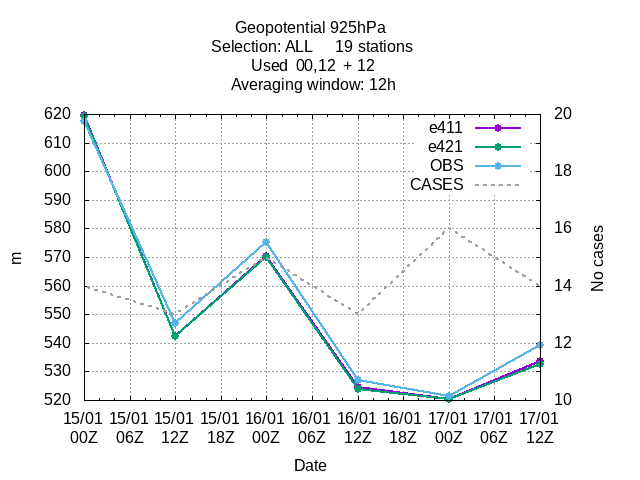 Geopotential 925hPa
Selection: ALL 19 stations
Used 00,12 + 12
Averaging window: 12h
620
610
600
590
580
570
560
550
540
530
520
m
20
18
16
14
12
10
No cases
e411
e421
OBS
CASES
15/01 15/01 15/01 15/01 16/01 16/01 16/01 16/01 17/01 17/01 17/01
00Z 06Z 12Z 18Z 00Z 06Z 12Z 18Z 00Z 06Z 12Z
Date